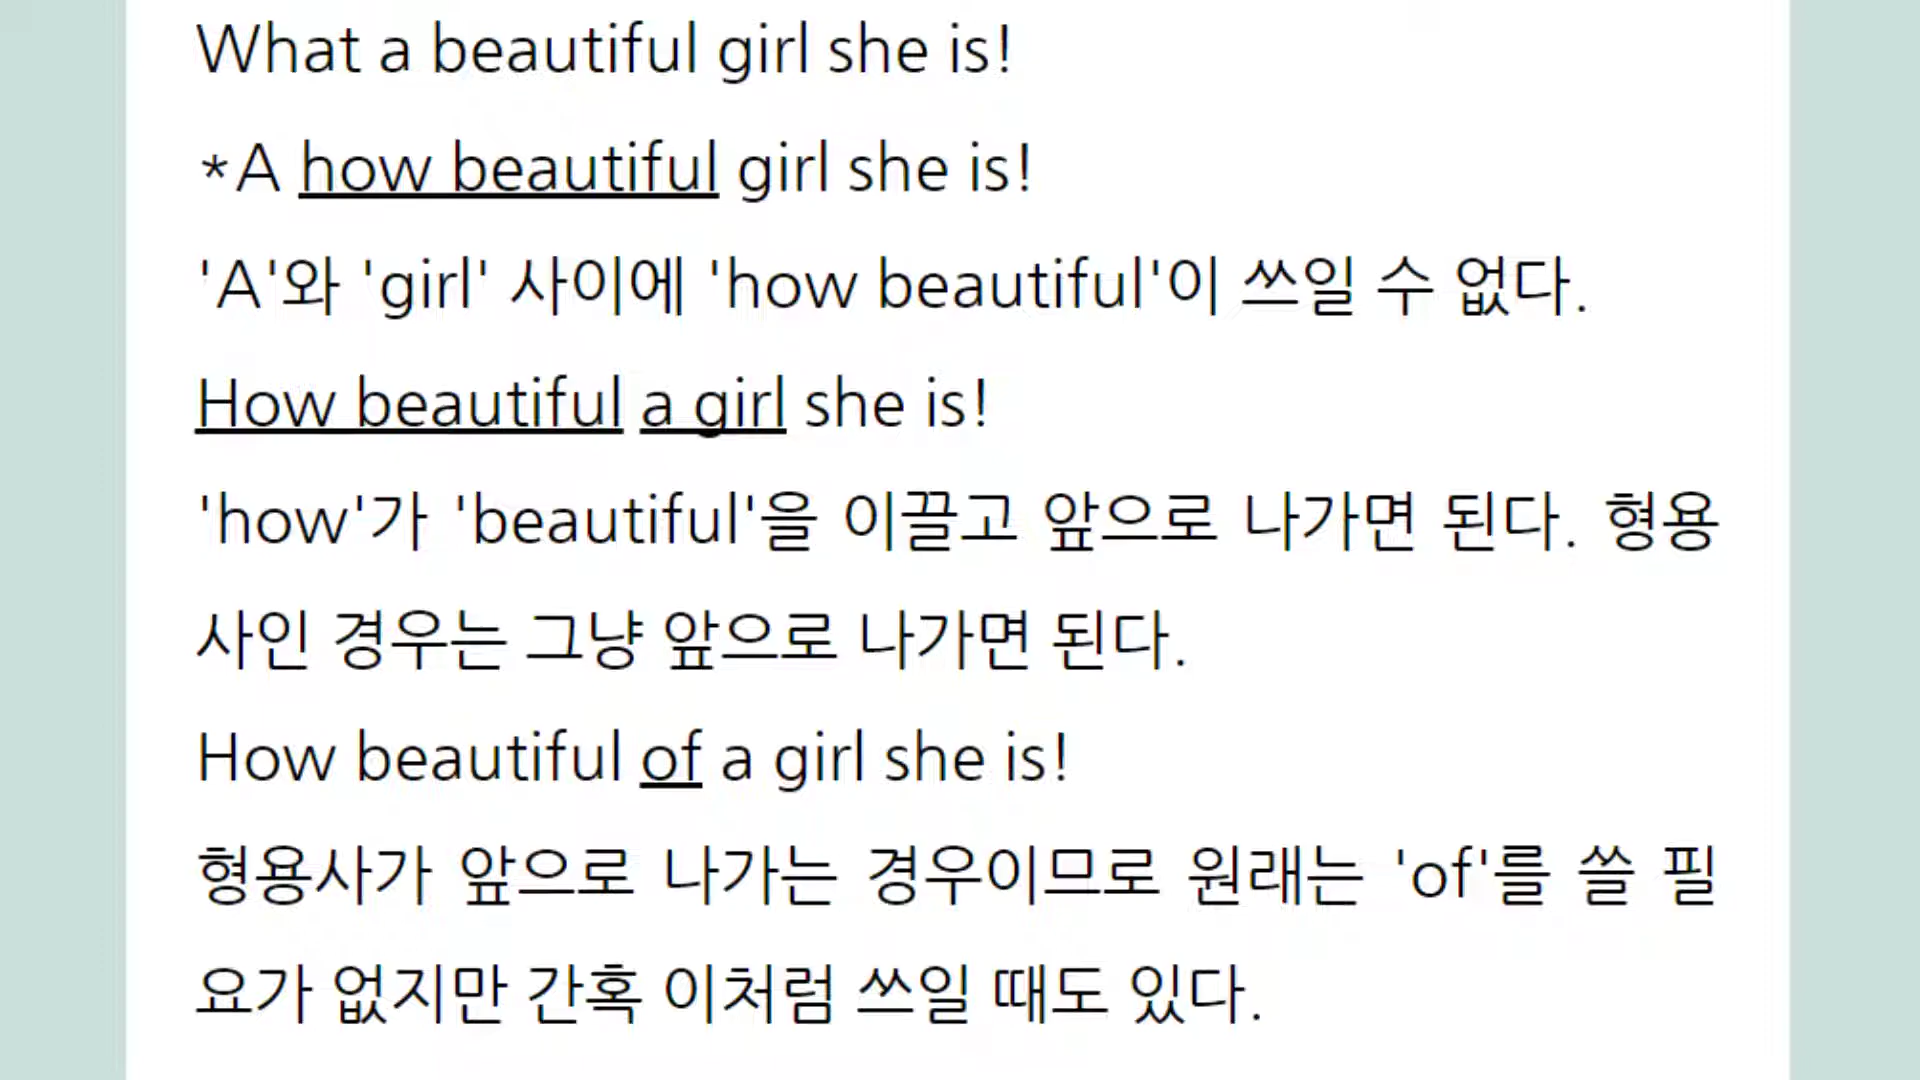 What a beautiful girl she is!
*A how beautiful girl she is!
'A'와 'girl' 사이에 'how beautiful'이 쓰일 수 없다.
How beautiful a girl she is!
'how'가 'beautiful'을 이끌고 앞으로 나가면 된다. 형용
사인 경우는 그냥 앞으로 나가면 된다.
How beautiful of a girl she is!
형용사가 앞으로 나가는 경우이므로 원래는 'of'를 쓸 필
요가 없지만 간혹 이처럼 쓰일 때도 있다.